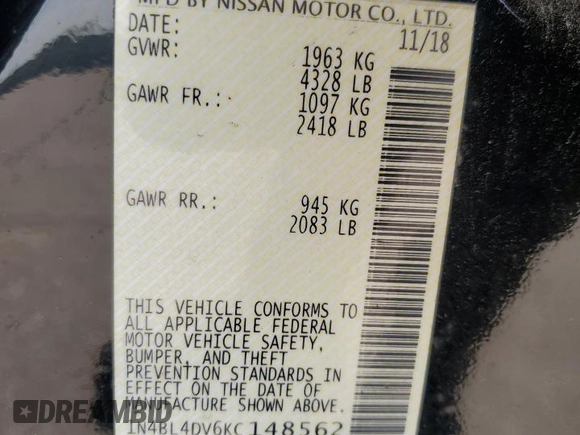 MFD BY NISSAN MOTOR CO., LTD.
DATE: 11/18
GVWR: 1963 KG
4328 LB
GAWR FR.: 1097 KG
2418 LB
GAWR RR.: 945 KG
2083 LB
THIS VEHICLE CONFORMS TO
ALL APPLICABLE FEDERAL
MOTOR VEHICLE SAFETY,
BUMPER, AND THEFT
PREVENTION STANDARDS IN
EFFECT ON THE DATE OF
MANUFACTURE SHOWN ABOVE.
1N4BL4DV6KC148562
DREAMBID